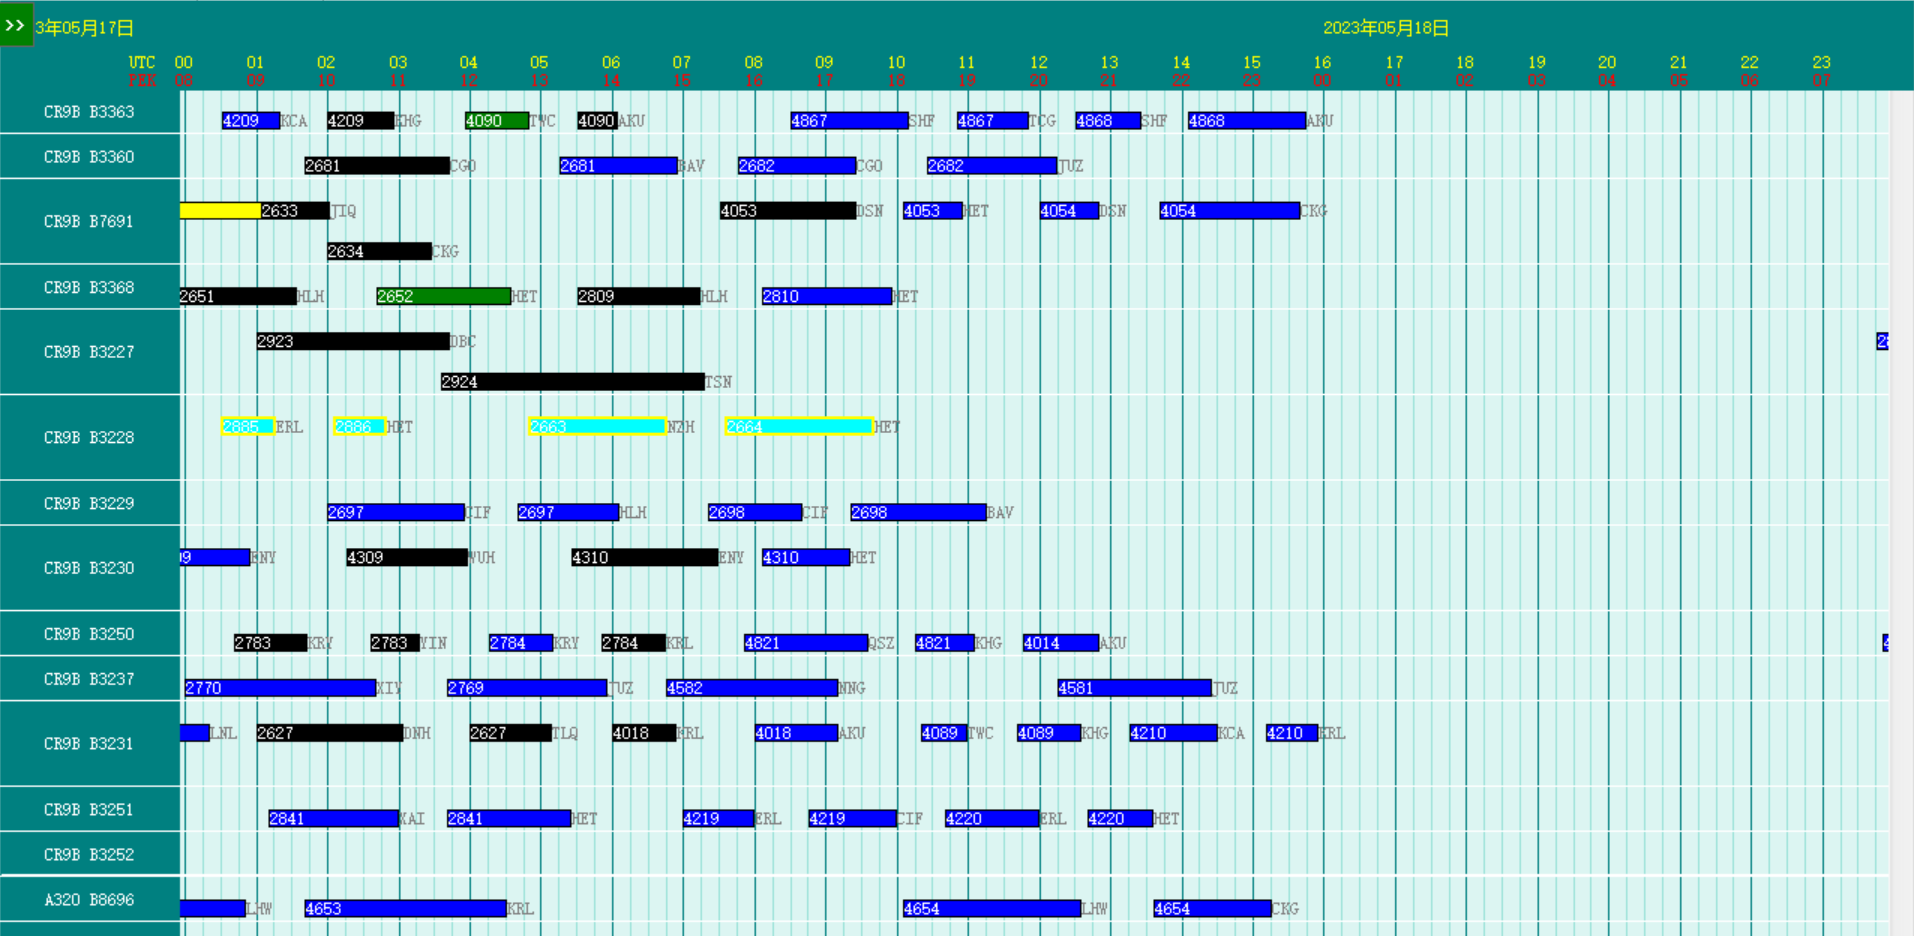 >> 3年05月17日 2023年05月18日
UTC 00 01 02 03 04 05 06 07 08 09 10 11 12 13 14 15 16 17 18 19 20 21 22 23
PEK 08 09 10 11 12 13 14 15 16 17 18 19 20 21 22 23 00 01 02 03 04 05 06 07
CR9B B3363 4209 KCA 4209 KHG 4090 TWC 4090 AKU 4867 SHF 4867 TCG 4868 SHF 4868 AKU
CR9B B3360 2681 CGO 2681 BAV 2682 CGO 2682 JUZ
CR9B B7691 2633 JIQ 4053 DSN 4053 HET 4054 DSN 4054 CKG
2634 CKG
CR9B B3368 2651 HLH 2652 HET 2809 HLH 2810 HET
CR9B B3227 2923 DBC
2924 TSN
CR9B B3228 2885 ERL 2886 HET 2663 NZH 2664 HET
CR9B B3229 2697 CIF 2697 HLH 2698 CIF 2698 BAV
CR9B B3230 9 ENY 4309 WUH 4310 ENY 4310 HET
CR9B B3250 2783 KRY 2783 YIN 2784 KRY 2784 KRL 4821 QSZ 4821 KHG 4014 AKU
CR9B B3237 2770 XIY 2769 JUZ 4582 NNG 4581 JUZ
CR9B B3231 LNL 2627 DNH 2627 TLQ 4018 KRL 4018 AKU 4089 TWC 4089 KHG 4210 KCA 4210 KRL
CR9B B3251 2841 XAI 2841 HET 4219 ERL 4219 CIF 4220 ERL 4220 HET
CR9B B3252
A320 B8696 LHW 4653 KRL 4654 LHW 4654 CKG